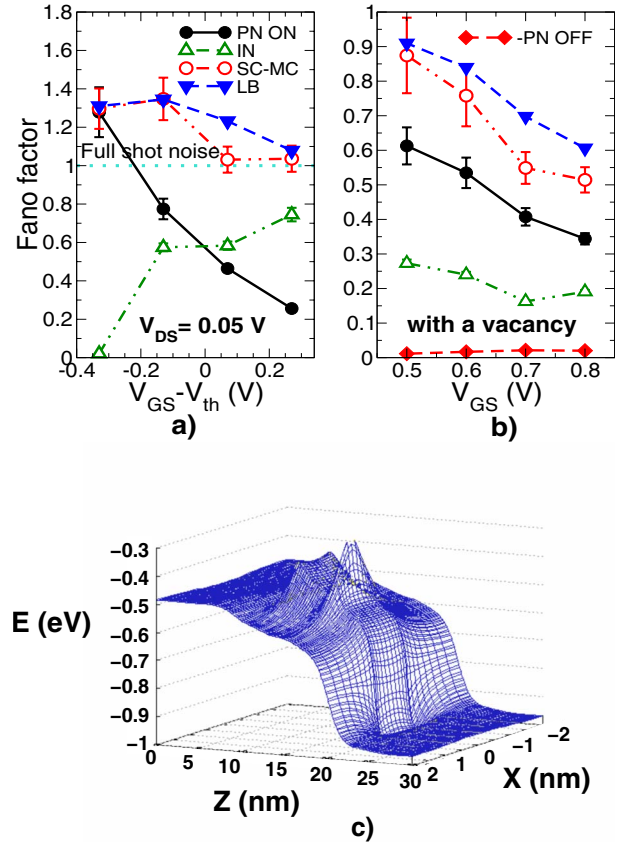 PN ON
IN
SC-MC
LB
Full shot noise
V_DS= 0.05 V
Fano factor
1.8
1.6
1.4
1.2
1
0.8
0.6
0.4
0.2
0
-0.4 -0.2 0 0.2
V_GS-V_th (V)
a)
-PN OFF
1
0.9
0.8
0.7
0.6
0.5
0.4
0.3
0.2
0.1
0
with a vacancy
0.5 0.6 0.7 0.8
V_GS (V)
b)
E (eV)
−0.3
−0.4
−0.5
−0.6
−0.7
−0.8
−0.9
−1
0 5 10 15 20 25 30
Z (nm)
2 1 0 −1 −2
X (nm)
c)